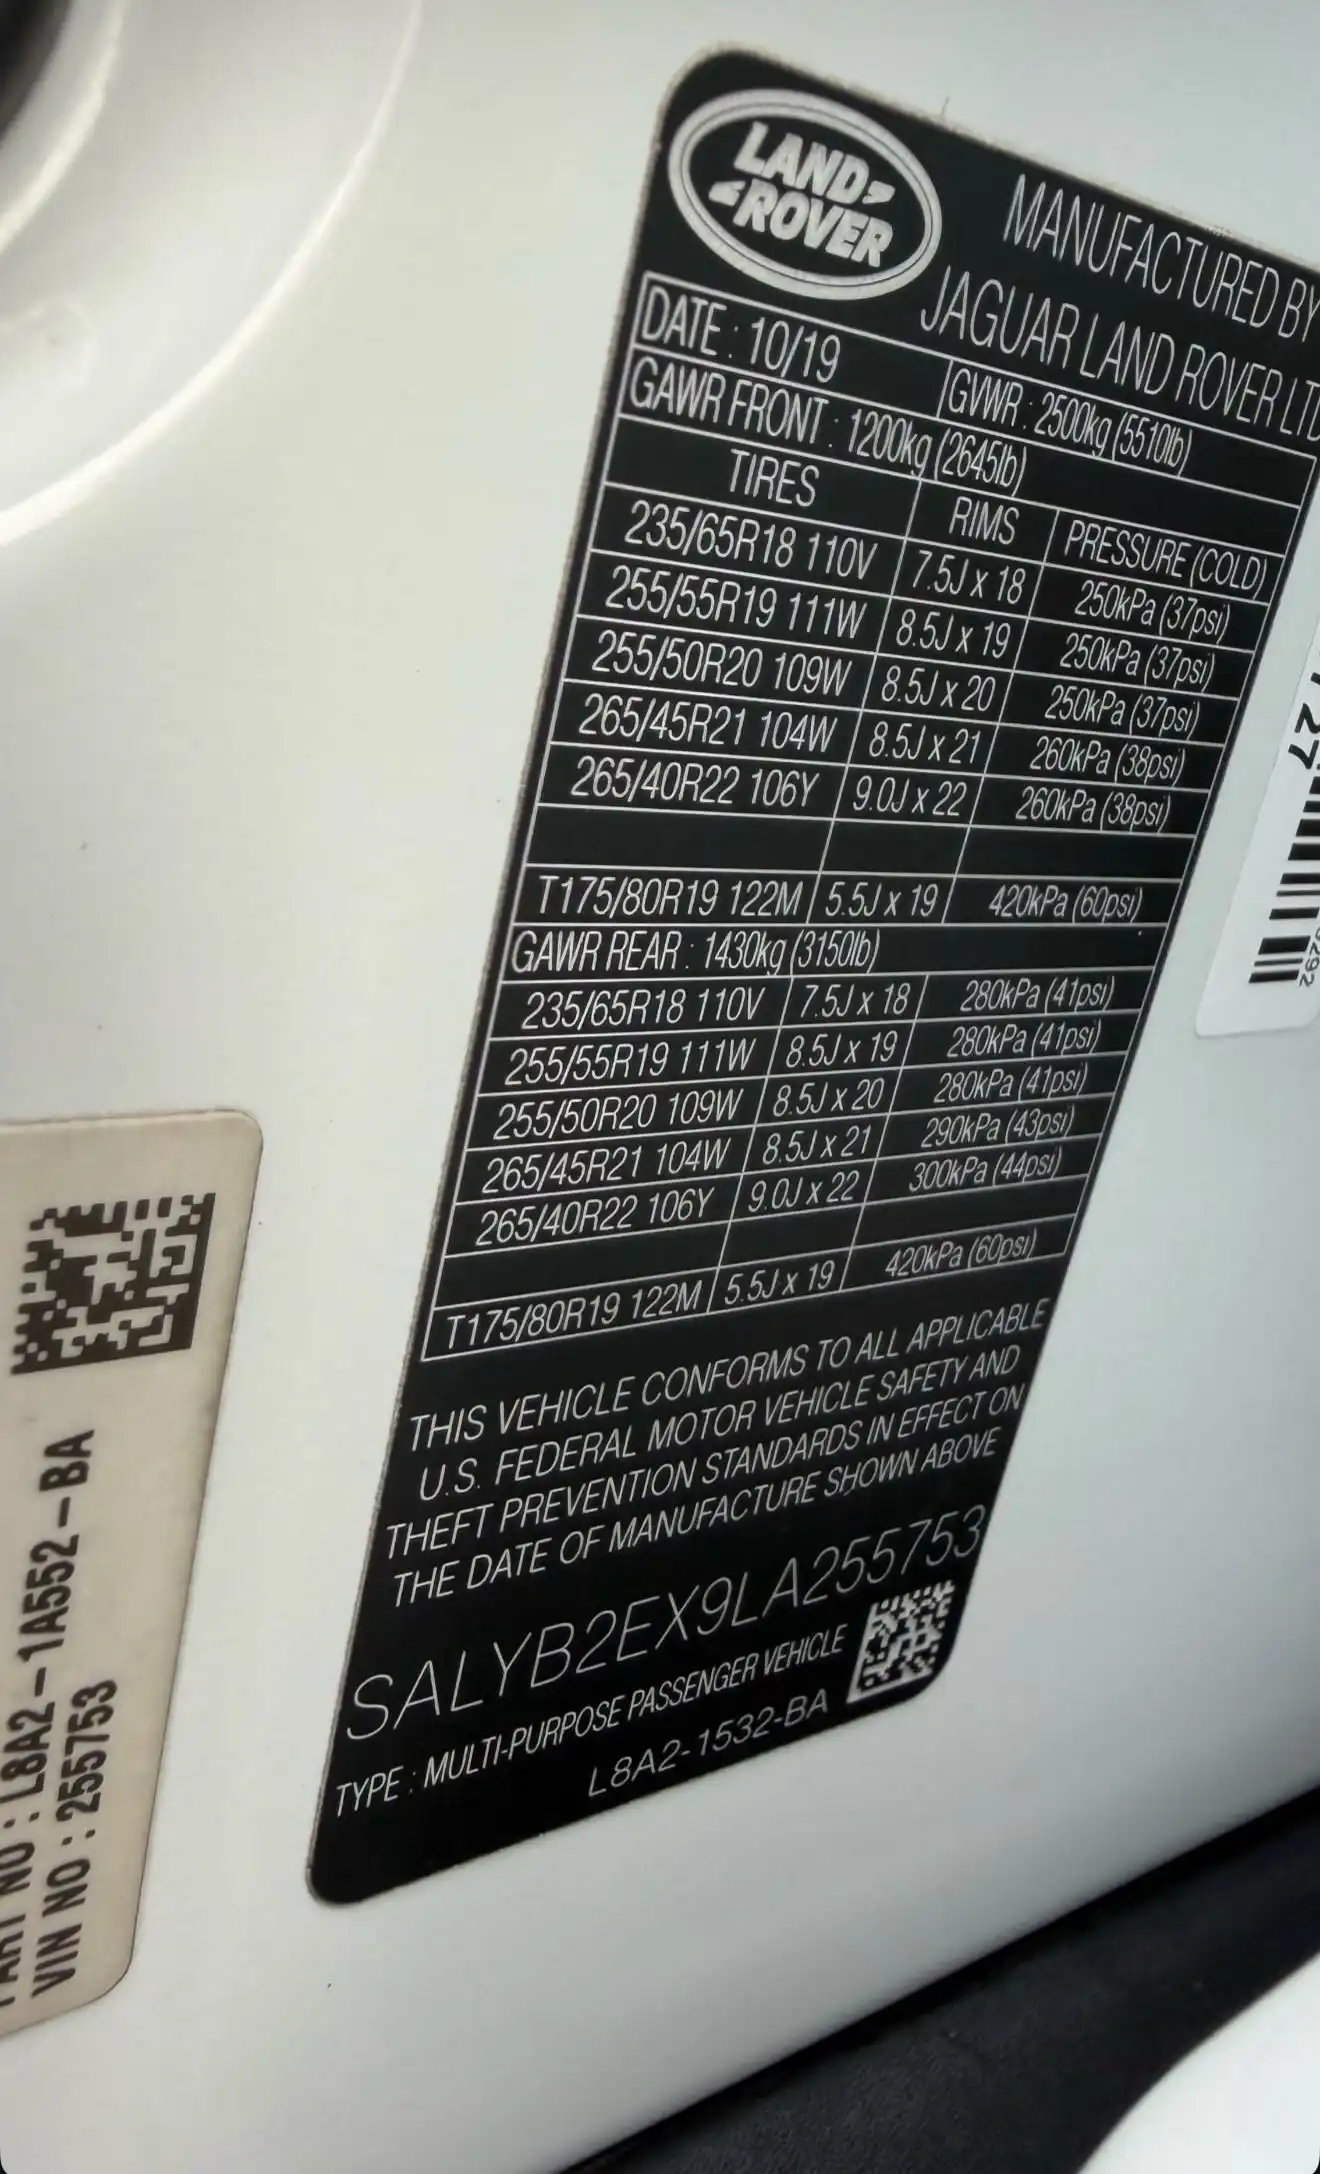 LAND
ROVER
MANUFACTURED BY
JAGUAR LAND ROVER
DATE : 10/19 GVWR : 2500kg (5510lb)
GAWR FRONT : 1200kg (2645lb)
TIRES RIMS PRESSURE (COLD)
235/65R18 110V 7.5J x 18 250kPa (37psi)
255/55R19 111W 8.5J x 19 250kPa (37psi)
255/50R20 109W 8.5J x 20 250kPa (37psi)
265/45R21 104W 8.5J x 21 260kPa (38psi)
265/40R22 106Y 9.0J x 22 260kPa (38psi)
T175/80R19 122M 5.5J x 19 420kPa (60psi)
GAWR REAR : 1430kg (3150lb)
235/65R18 110V 7.5J x 18 280kPa (41psi)
255/55R19 111W 8.5J x 19 280kPa (41psi)
255/50R20 109W 8.5J x 20 280kPa (41psi)
265/45R21 104W 8.5J x 21 290kPa (43psi)
265/40R22 106Y 9.0J x 22 300kPa (44psi)
T175/80R19 122M 5.5J x 19 420kPa (60psi)
THIS VEHICLE CONFORMS TO ALL APPLICABLE
U.S. FEDERAL MOTOR VEHICLE SAFETY AND
THEFT PREVENTION STANDARDS IN EFFECT ON
THE DATE OF MANUFACTURE SHOWN ABOVE
SALYB2EX9LA255753
TYPE : MULTI-PURPOSE PASSENGER VEHICLE
L8A2-1532-BA
NO : L8A2-1A552-BA
VIN NO : 255753